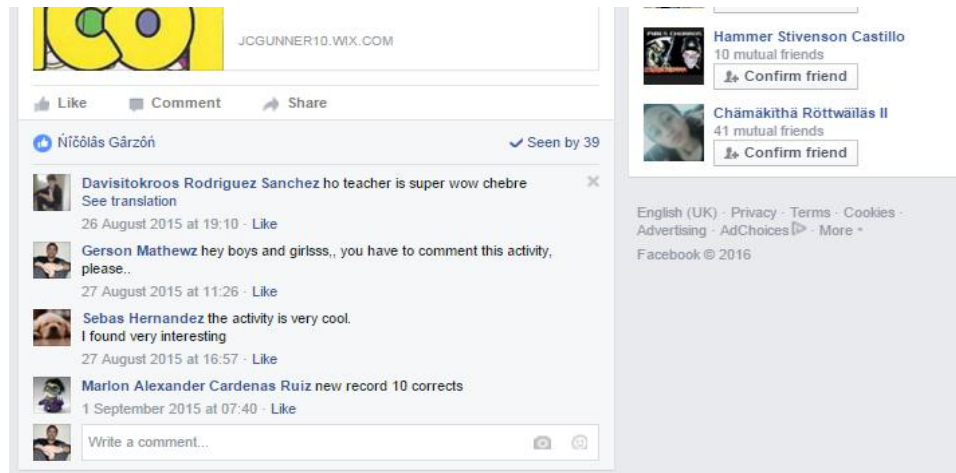 CO
JCGUNNER10.WIX.COM
Like Comment Share
Ńĩčôlâs Gârzôń
Seen by 39
Davisitokroos Rodriguez Sanchez ho teacher is super wow chebre
See translation
26 August 2015 at 19:10 · Like
Gerson Mathewz hey boys and girlsss,, you have to comment this activity,
please..
27 August 2015 at 11:26 · Like
Sebas Hernandez the activity is very cool.
I found very interesting
27 August 2015 at 16:57 · Like
Marlon Alexander Cardenas Ruiz new record 10 corrects
1 September 2015 at 07:40 · Like
Write a comment...
Hammer Stivenson Castillo
10 mutual friends
Confirm friend
Chämäkïthä Röttwäïläs II
41 mutual friends
Confirm friend
English (UK) · Privacy · Terms · Cookies ·
Advertising · AdChoices · More
Facebook © 2016